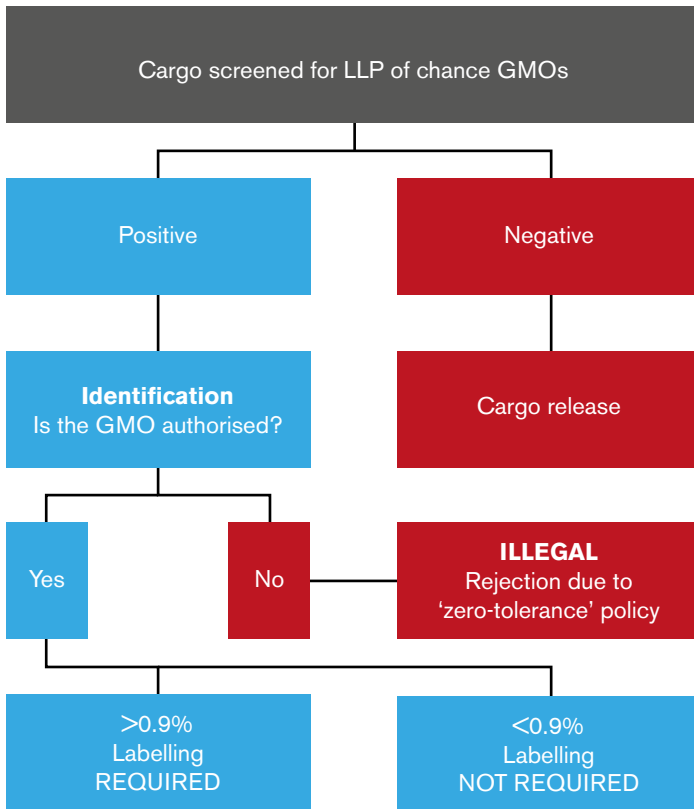 Cargo screened for LLP of chance GMOs
Positive
Negative
Identification
Is the GMO authorised?
Cargo release
Yes
No
ILLEGAL
Rejection due to
‘zero-tolerance’ policy
>0.9%
Labelling
REQUIRED
<0.9%
Labelling
NOT REQUIRED